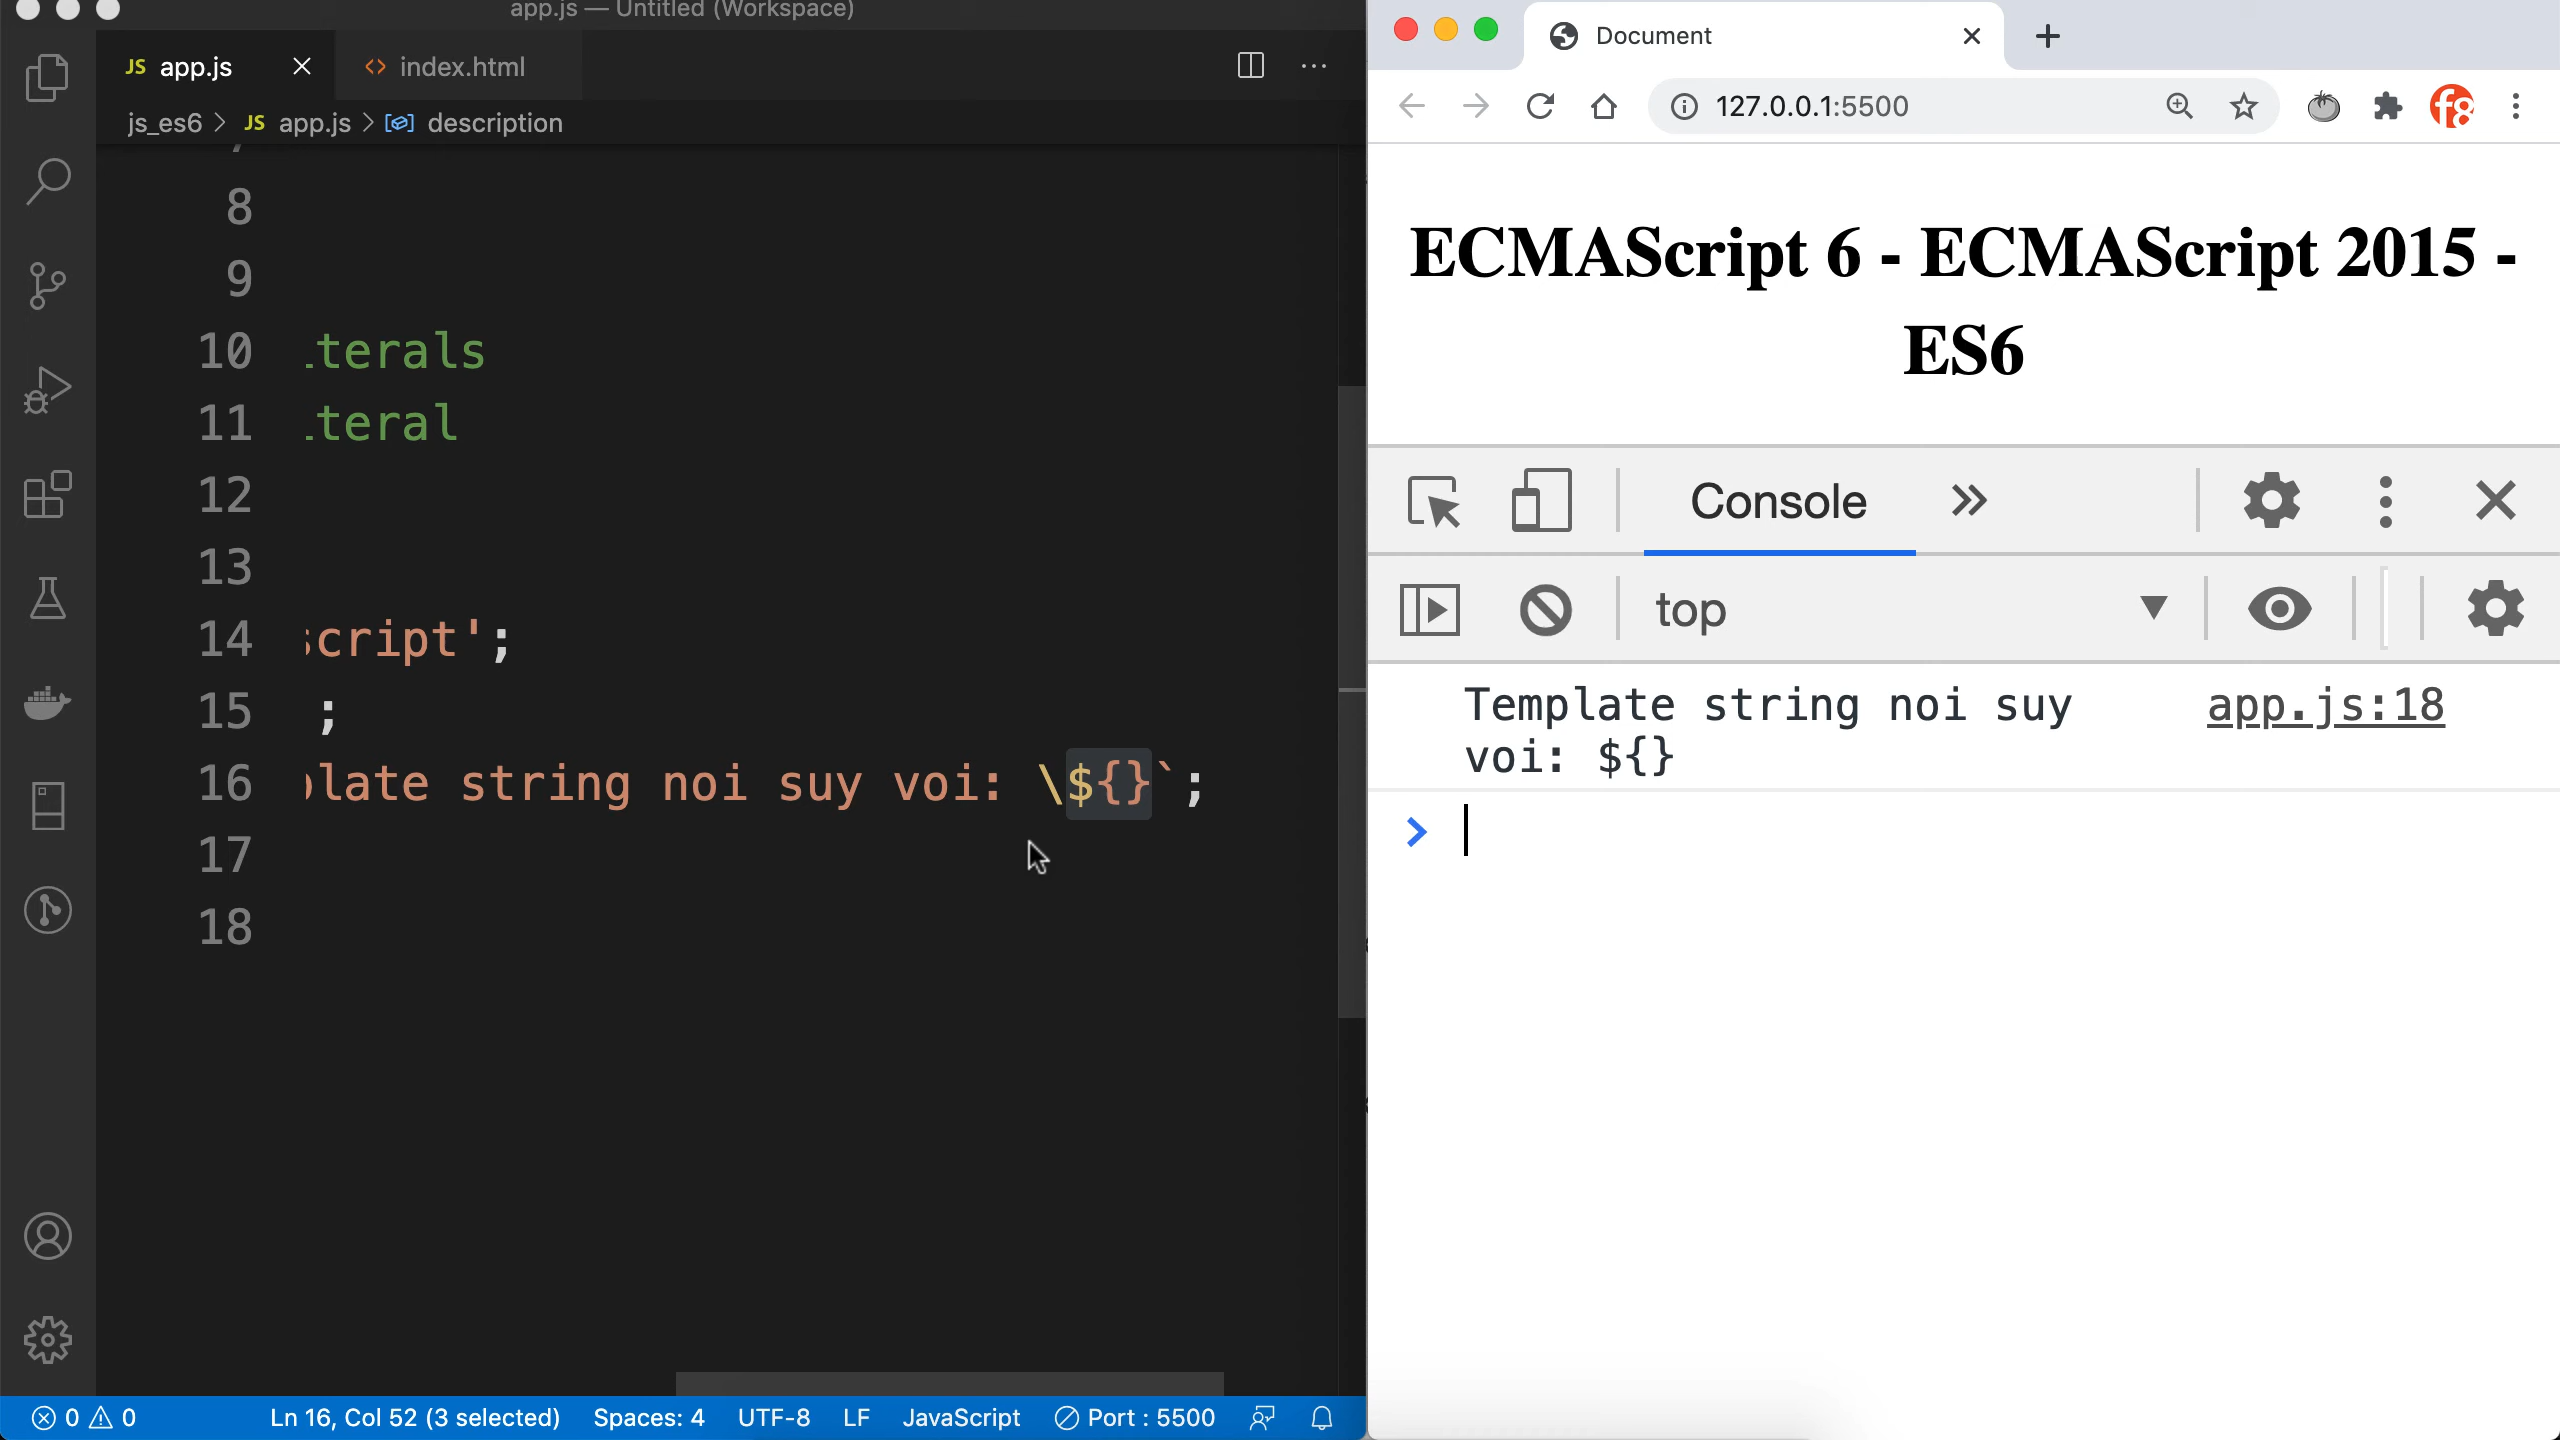 app.js — Untitled (Workspace)
JS app.js
<> index.html
js_es6 > JS app.js > description
8
9
10 terals
11 teral
12
13
14 script';
15 ;
16 plate string noi suy voi: \${}`;
17
18
0 0
Ln 16, Col 52 (3 selected)
Spaces: 4
UTF-8
LF
JavaScript
Port : 5500
Document
127.0.0.1:5500
f8
ECMAScript 6 - ECMAScript 2015 -
ES6
Console
top
Template string noi suy app.js:18
voi: ${}